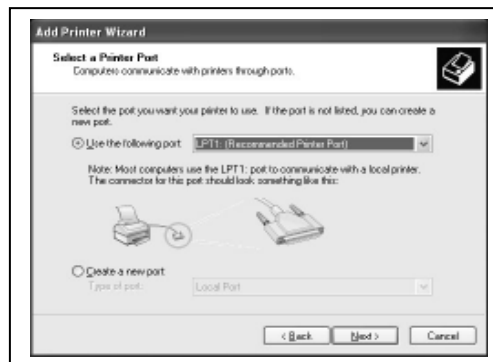 Add Printer Wizard
Select a Printer Port
Computers communicate with printers through ports.
Select the port you want your printer to use. If the port is not listed, you can create a
new port.
Use the following port: LPT1: (Recommended Printer Port)
Note: Most computers use the LPT1: port to communicate with a local printer.
The connector for this port should look something like this:
Create a new port:
Type of port: Local Port
< Back Next > Cancel